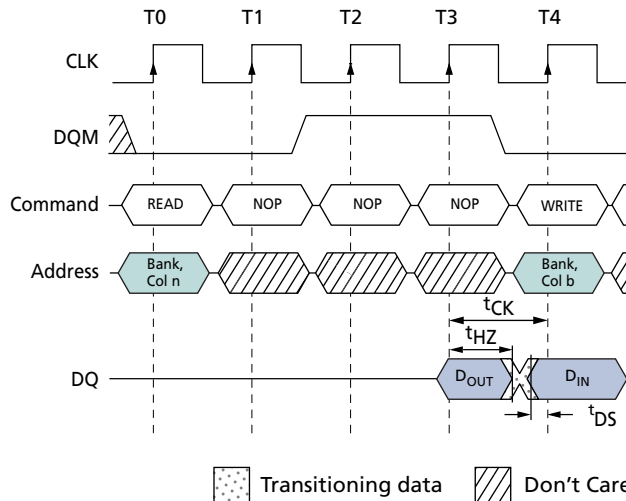 T0 T1 T2 T3 T4
CLK
DQM
Command READ NOP NOP NOP WRITE
Address Bank, Col n Bank, Col b
tCK
tHZ
DQ DOUT DIN
tDS
Transitioning data Don't Care